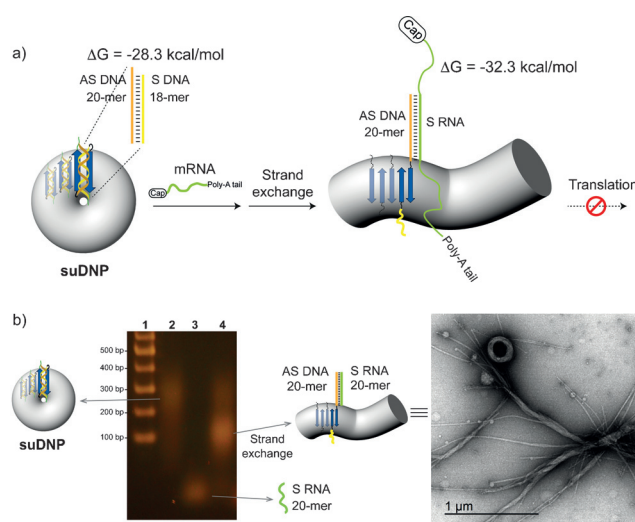 a)
ΔG = -28.3 kcal/mol
AS DNA
20-mer
S DNA
18-mer
suDNP
mRNA
Cap
Poly-A tail
Strand
exchange
Cap
ΔG = -32.3 kcal/mol
AS DNA
20-mer
S RNA
Poly-A tail
Translation
b)
suDNP
1 2 3 4
500 bp
400 bp
300 bp
200 bp
100 bp
Strand
exchange
AS DNA
20-mer
S RNA
20-mer
S RNA
20-mer
1 µm